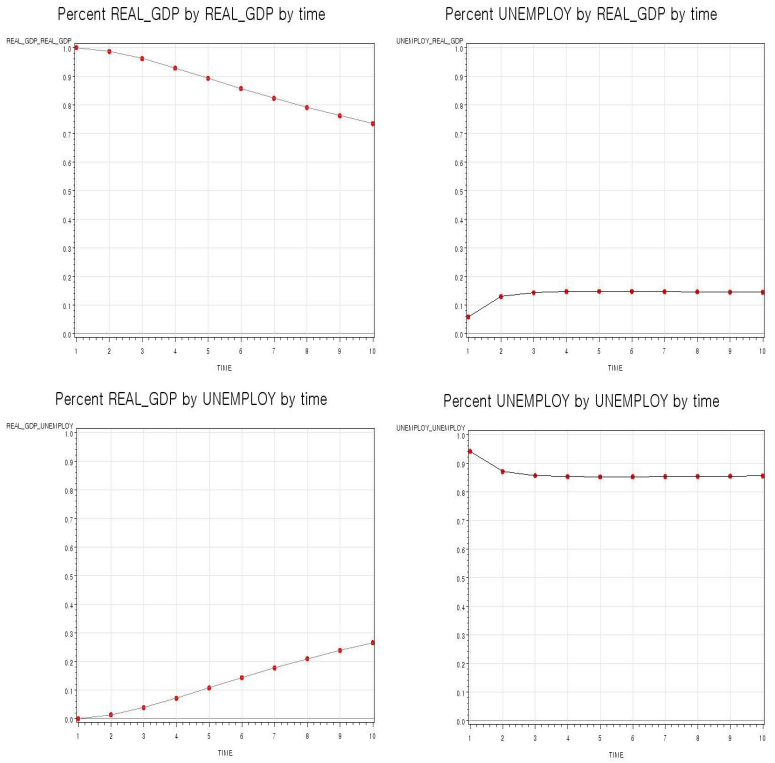 Percent REAL_GDP by REAL_GDP by time
REAL_GDP_REAL_GDP
1.0
0.9
0.8
0.7
0.6
0.5
0.4
0.3
0.2
0.1
0.0
1 2 3 4 5 6 7 8 9 10
TIME
Percent UNEMPLOY by REAL_GDP by time
UNEMPLOY_REAL_GDP
1.0
0.9
0.8
0.7
0.6
0.5
0.4
0.3
0.2
0.1
0.0
1 2 3 4 5 6 7 8 9 10
TIME
Percent REAL_GDP by UNEMPLOY by time
REAL_GDP_UNEMPLOY
1.0
0.9
0.8
0.7
0.6
0.5
0.4
0.3
0.2
0.1
0.0
1 2 3 4 5 6 7 8 9 10
TIME
Percent UNEMPLOY by UNEMPLOY by time
UNEMPLOY_UNEMPLOY
1.0
0.9
0.8
0.7
0.6
0.5
0.4
0.3
0.2
0.1
0.0
1 2 3 4 5 6 7 8 9 10
TIME